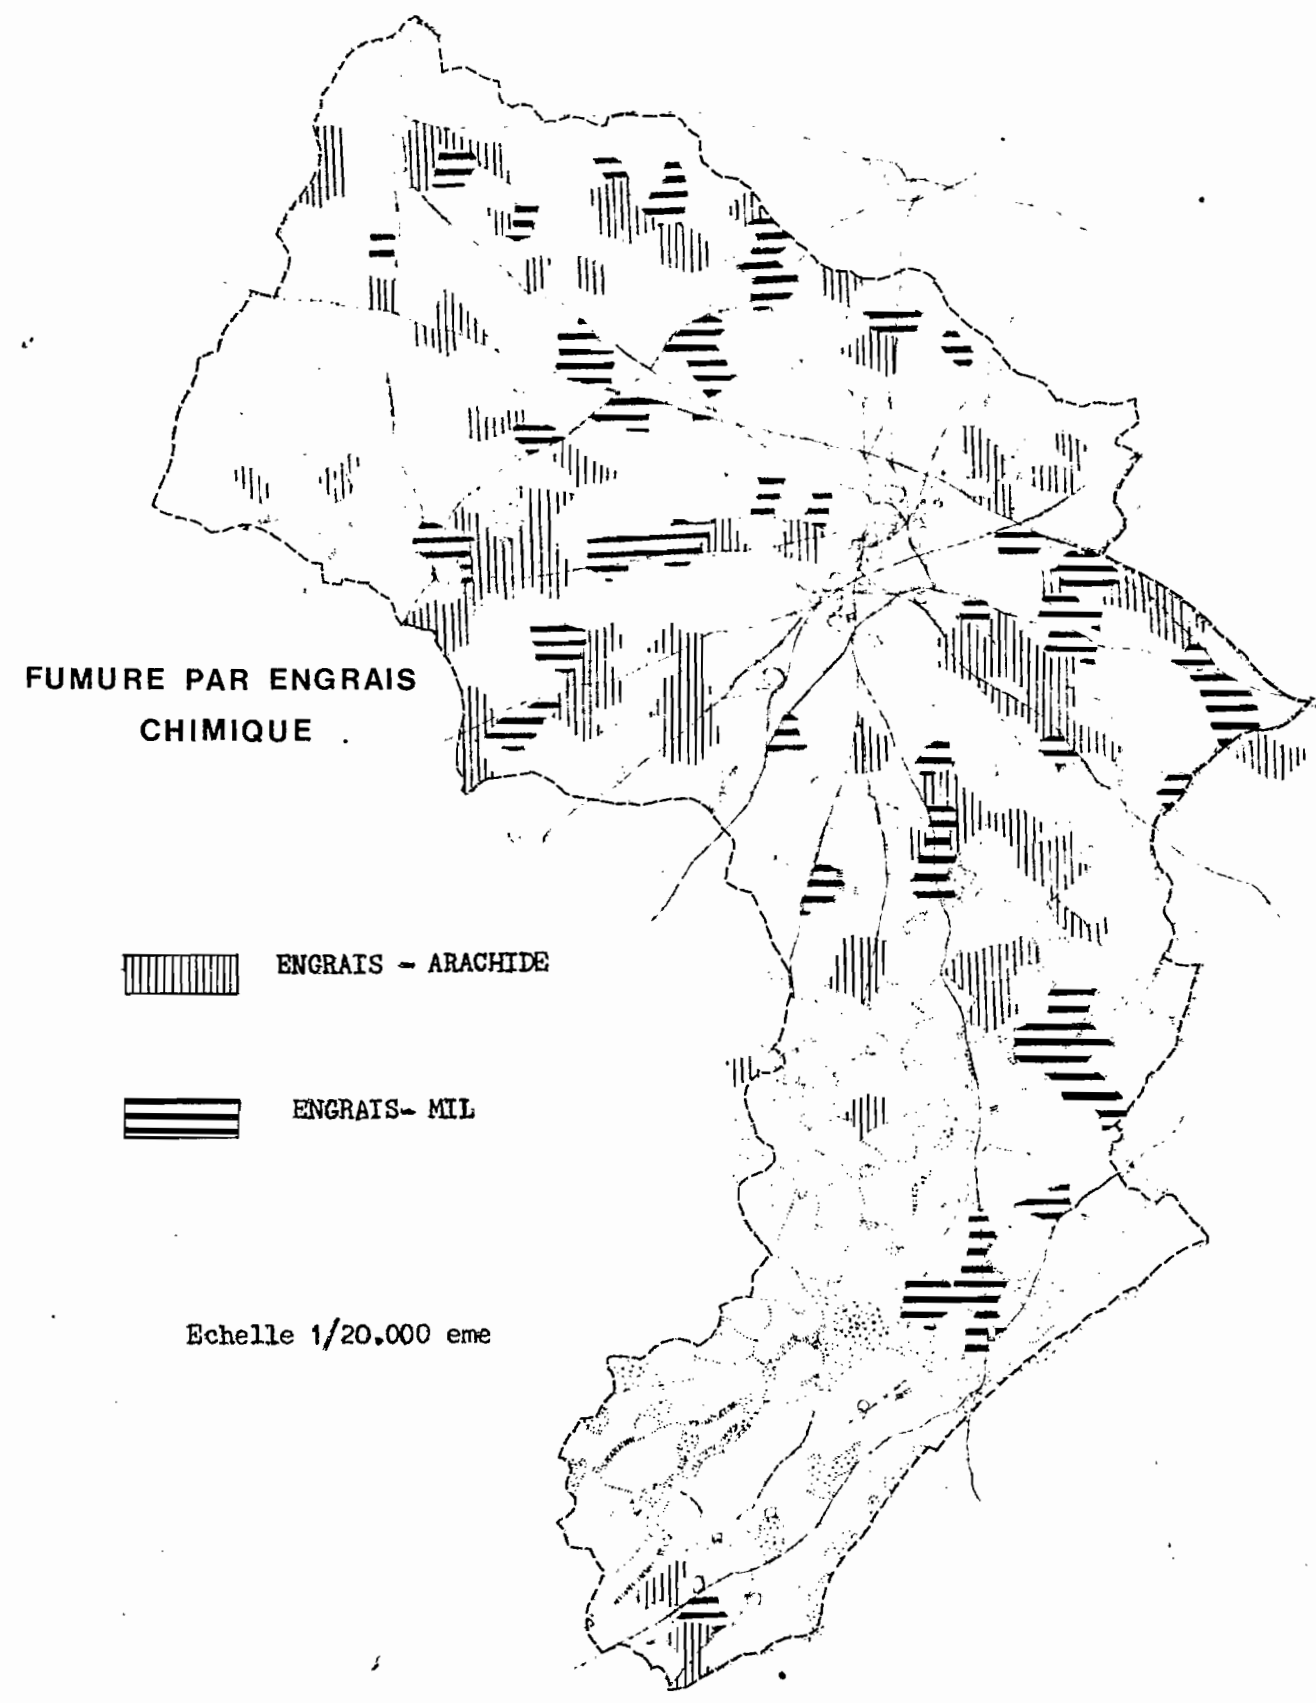 FUMURE PAR ENGRAIS
CHIMIQUE .
ENGRAIS - ARACHIDE
ENGRAIS- MIL
Echelle 1/20.000 eme